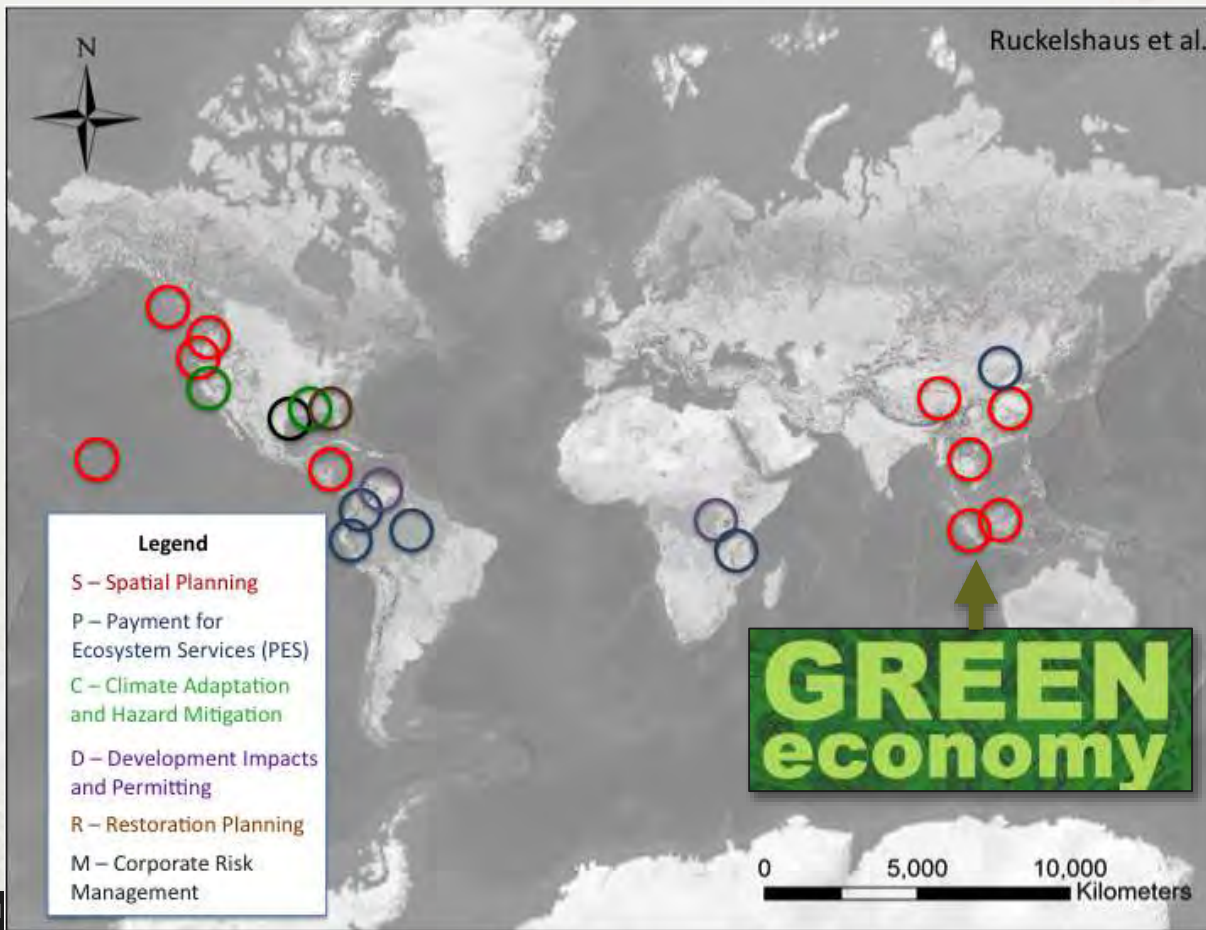 Ruckelshaus et al.
N
Legend
S – Spatial Planning
P – Payment for
Ecosystem Services (PES)
C – Climate Adaptation
and Hazard Mitigation
D – Development Impacts
and Permitting
R – Restoration Planning
M – Corporate Risk
Management
GREEN
economy
0 5,000 10,000
Kilometers